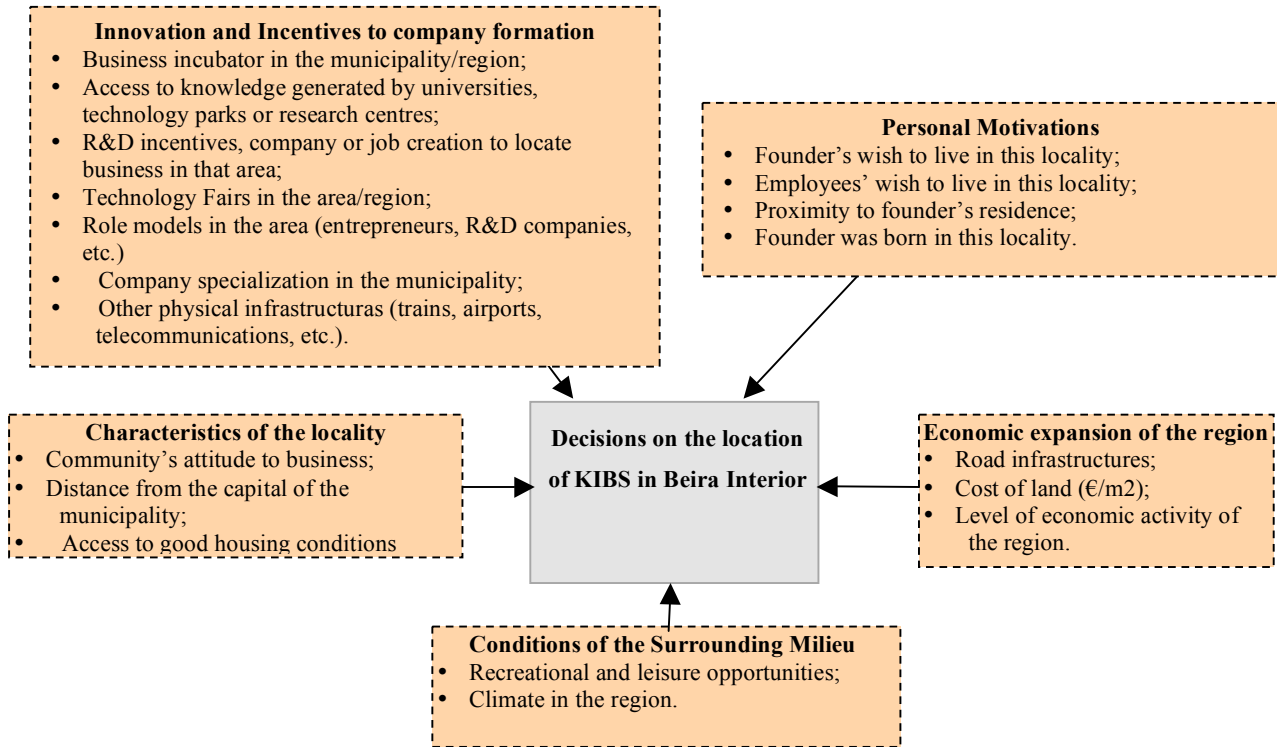 Innovation and Incentives to company formation
• Business incubator in the municipality/region;
• Access to knowledge generated by universities,
technology parks or research centres;
• R&D incentives, company or job creation to locate
business in that area;
• Technology Fairs in the area/region;
• Role models in the area (entrepreneurs, R&D companies,
etc.)
• Company specialization in the municipality;
• Other physical infrastructuras (trains, airports,
telecommunications, etc.).
Personal Motivations
• Founder’s wish to live in this locality;
• Employees’ wish to live in this locality;
• Proximity to founder’s residence;
• Founder was born in this locality.
Characteristics of the locality
• Community’s attitude to business;
• Distance from the capital of the
municipality;
• Access to good housing conditions
Decisions on the location
of KIBS in Beira Interior
Economic expansion of the region
• Road infrastructures;
• Cost of land (€/m2);
• Level of economic activity of
the region.
Conditions of the Surrounding Milieu
• Recreational and leisure opportunities;
• Climate in the region.